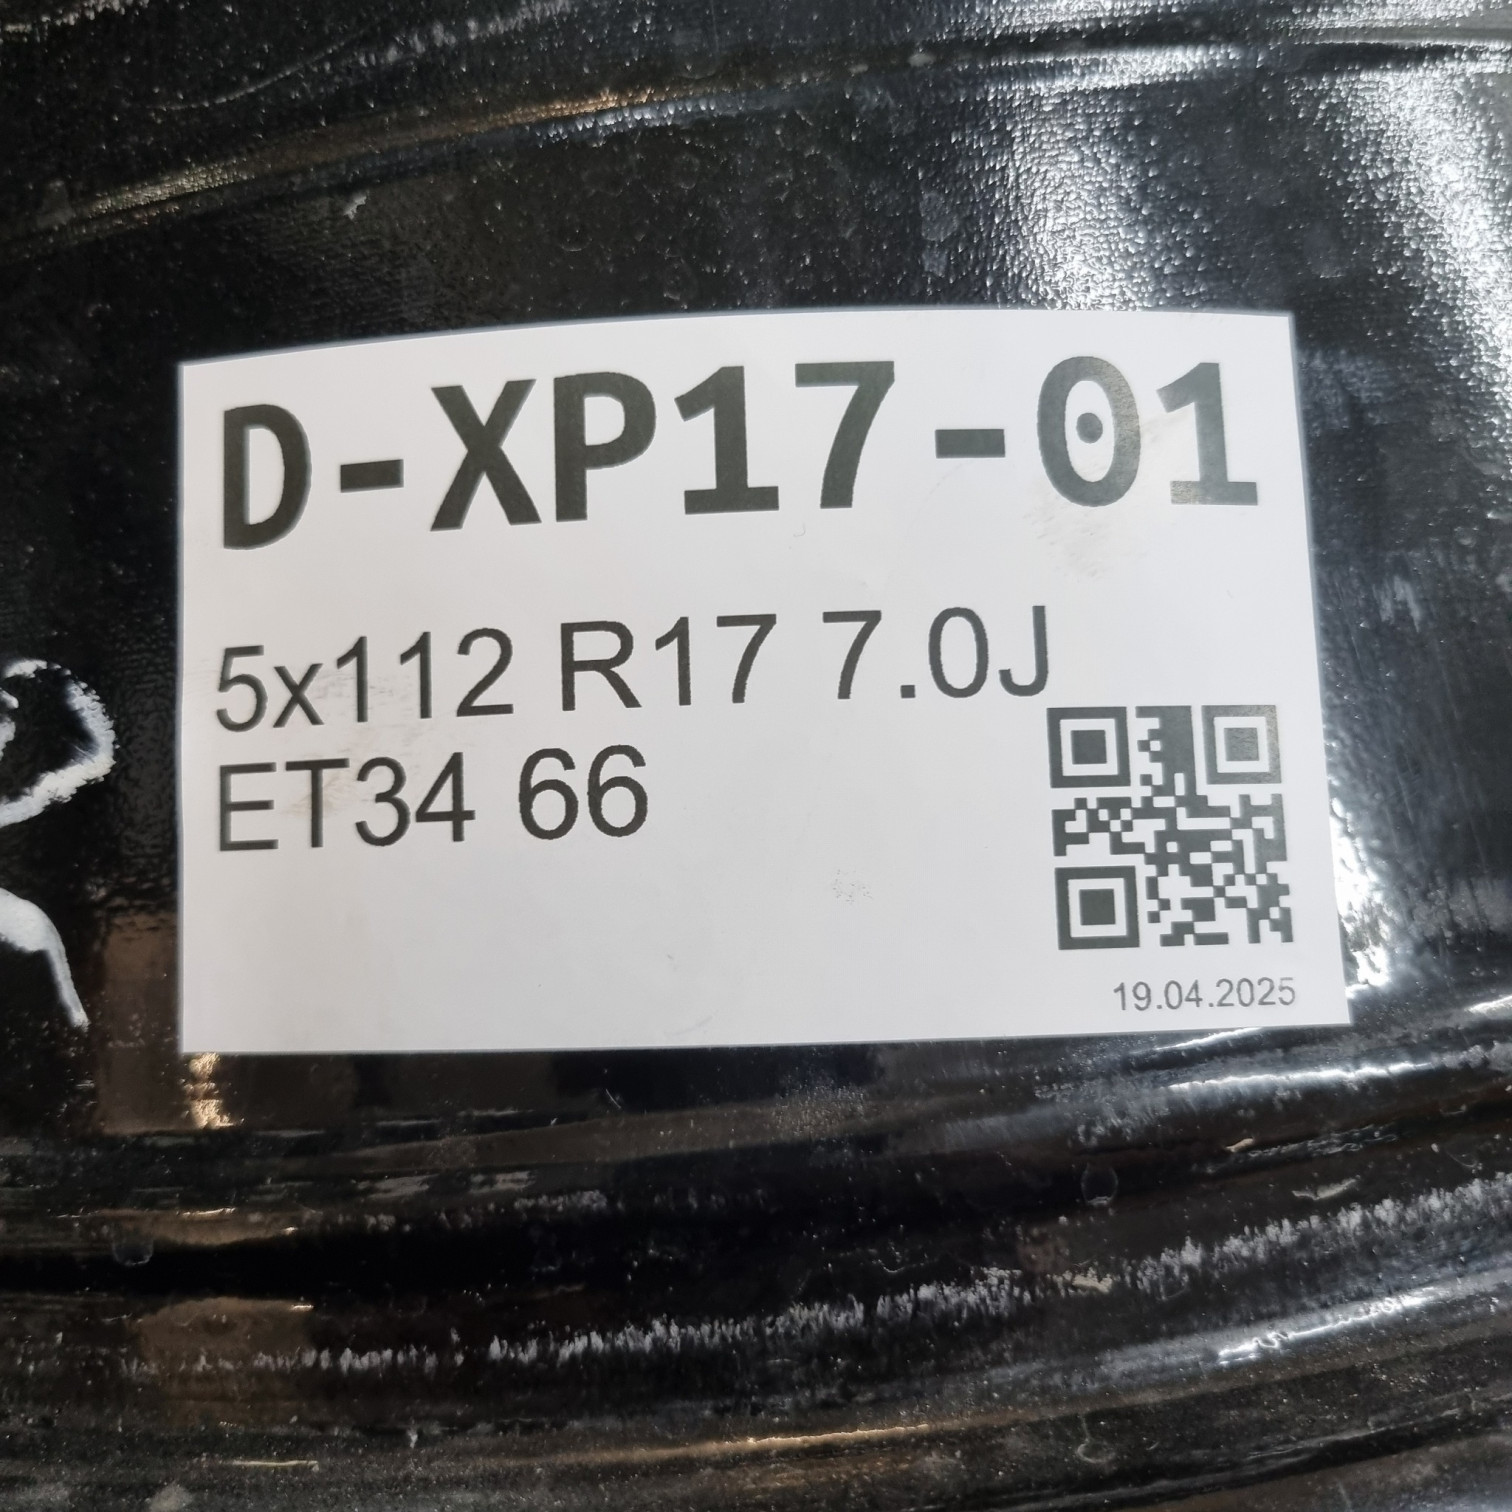 D-XP17-01
5x112 R17 7.0J
ET34 66
19.04.2025